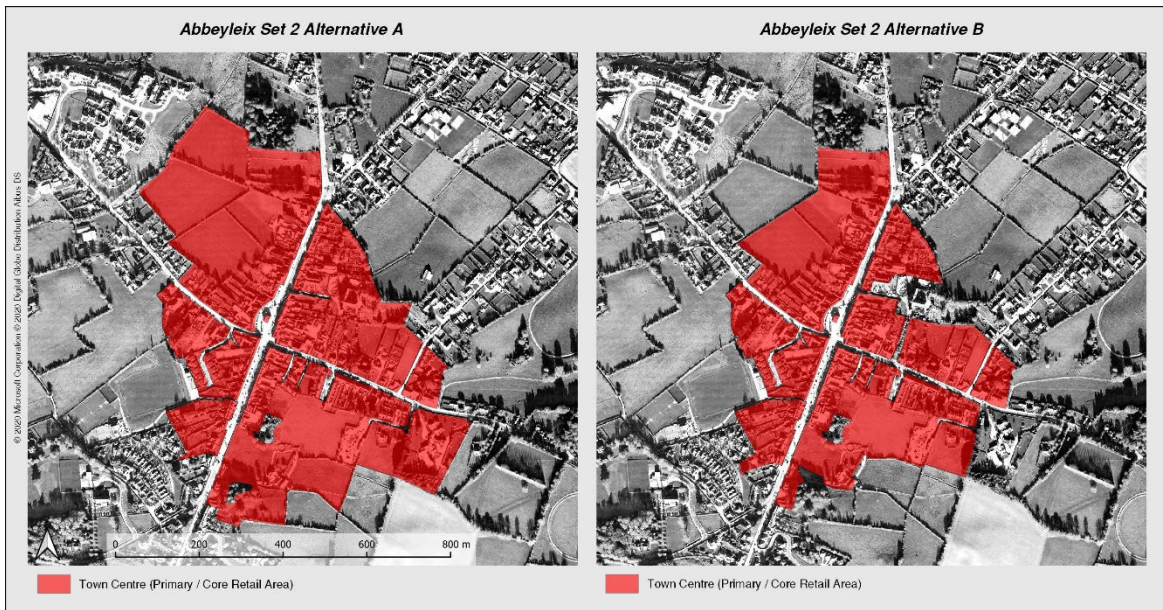 Abbeyleix Set 2 Alternative A
Abbeyleix Set 2 Alternative B
© 2020 Microsoft Corporation © 2020 Digital Globe Distribution Aibus DS
0 200 400 600 800 m
Town Centre (Primary / Core Retail Area)
Town Centre (Primary / Core Retail Area)